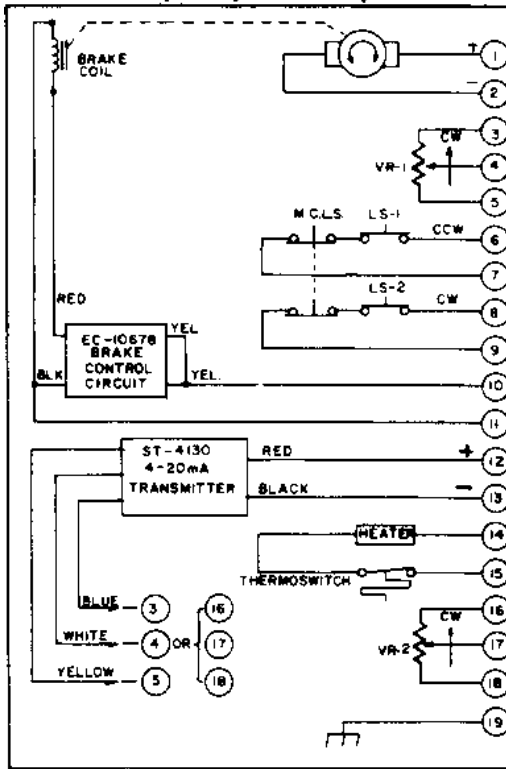 BRAKE
COIL
+
1
-
2
3
CW
VR-1
4
5
M.C.L.S.
LS-1
CCW
6
7
LS-2
CW
8
9
RED
YEL
EC-10678
BRAKE
CONTROL
CIRCUIT
BLK
YEL.
10
11
ST-4130
4-20mA
TRANSMITTER
RED
+
12
BLACK
-
13
HEATER
14
THERMOSWITCH
15
BLUE
3
16
WHITE
4
OR
17
YELLOW
5
18
16
CW
VR-2
17
18
19